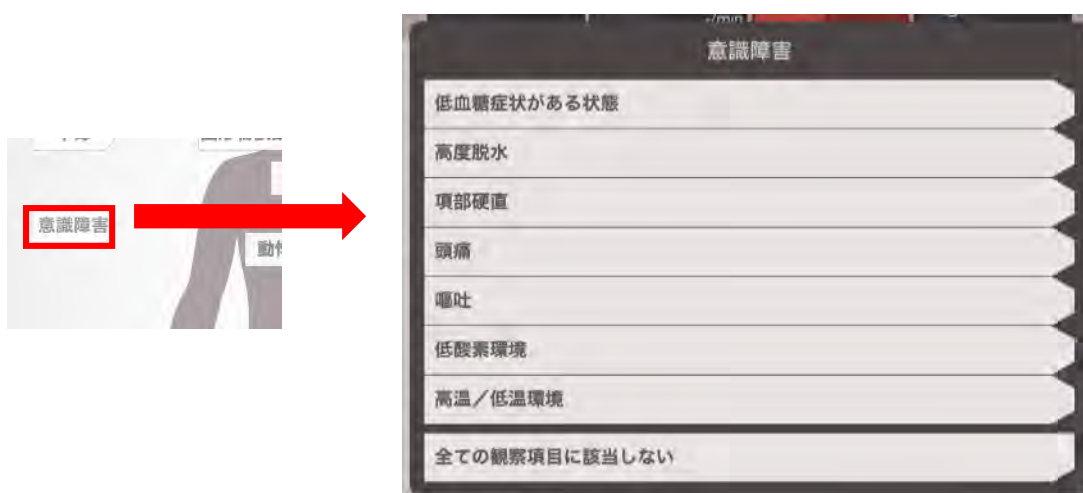 意識障害
動
/min
意識障害
低血糖症状がある状態
高度脱水
項部硬直
頭痛
嘔吐
低酸素環境
高温/低温環境
全ての観察項目に該当しない